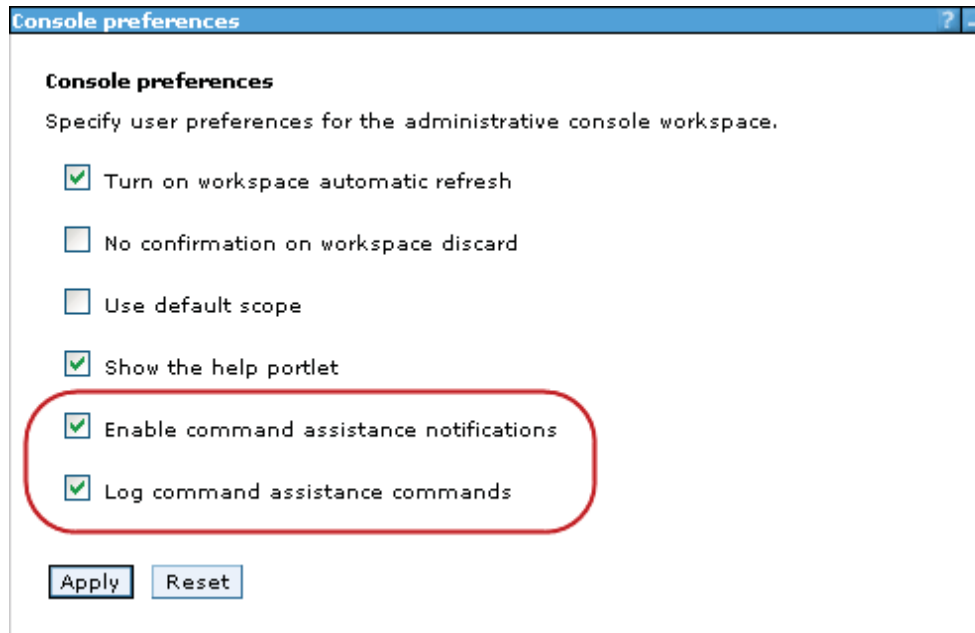 Console preferences
?
Console preferences
Specify user preferences for the administrative console workspace.
Turn on workspace automatic refresh
No confirmation on workspace discard
Use default scope
Show the help portlet
Enable command assistance notifications
Log command assistance commands
Apply Reset